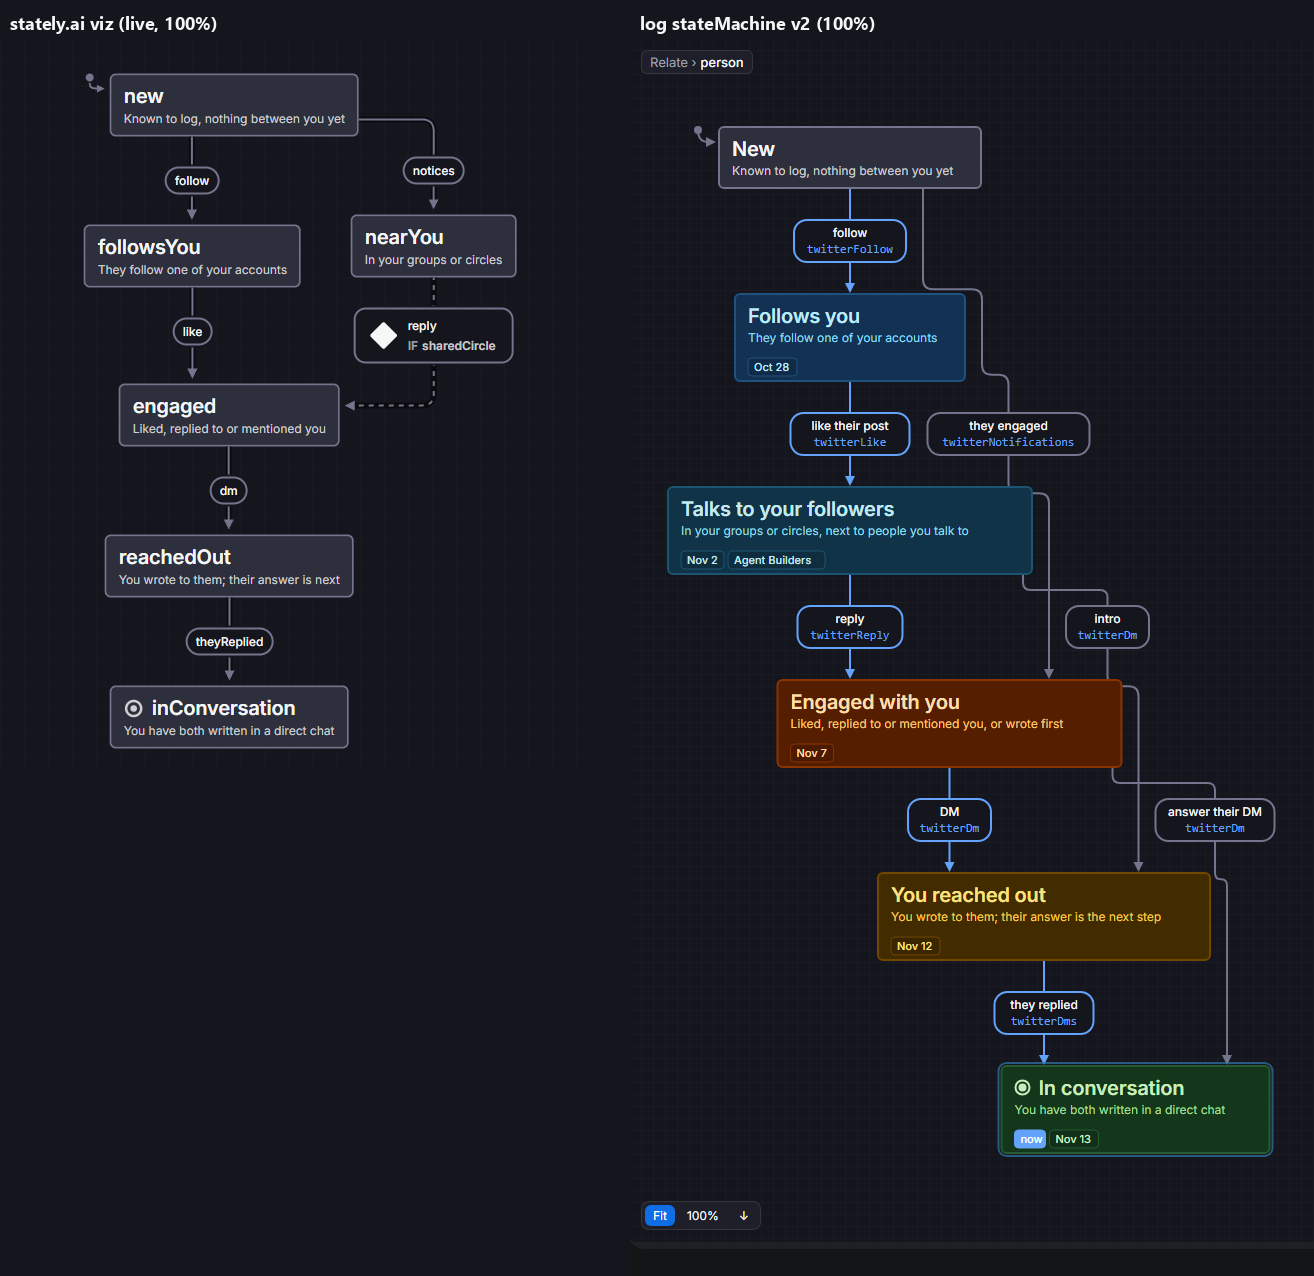 stately.ai viz (live, 100%)
new
Known to log, nothing between you yet
follow
notices
followsYou
They follow one of your accounts
nearYou
In your groups or circles
like
reply
IF sharedCircle
engaged
Liked, replied to or mentioned you
dm
reachedOut
You wrote to them; their answer is next
theyReplied
inConversation
You have both written in a direct chat
log stateMachine v2 (100%)
Relate › person
New
Known to log, nothing between you yet
follow
twitterFollow
Follows you
They follow one of your accounts
Oct 28
like their post
twitterLike
they engaged
twitterNotifications
Talks to your followers
In your groups or circles, next to people you talk to
Nov 2 Agent Builders
reply
twitterReply
intro
twitterDm
Engaged with you
Liked, replied to or mentioned you, or wrote first
Nov 7
DM
twitterDm
answer their DM
twitterDm
You reached out
You wrote to them; their answer is the next step
Nov 12
they replied
twitterDms
In conversation
You have both written in a direct chat
now Nov 13
Fit 100% ↓